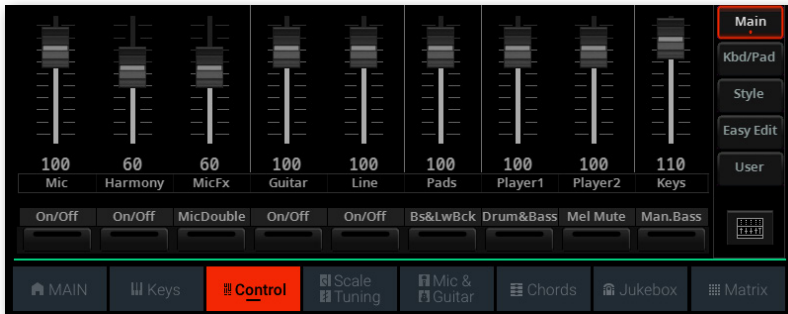 100 60 60 100 100 100 100 100 110
Mic Harmony MicFx Guitar Line Pads Player1 Player2 Keys
On/Off On/Off MicDouble On/Off On/Off Bs&LwBck Drum&Bass Mel Mute Man.Bass
Main
Kbd/Pad
Style
Easy Edit
User
MAIN
Keys
Control
Scale
Tuning
Mic &
Guitar
Chords
Jukebox
Matrix